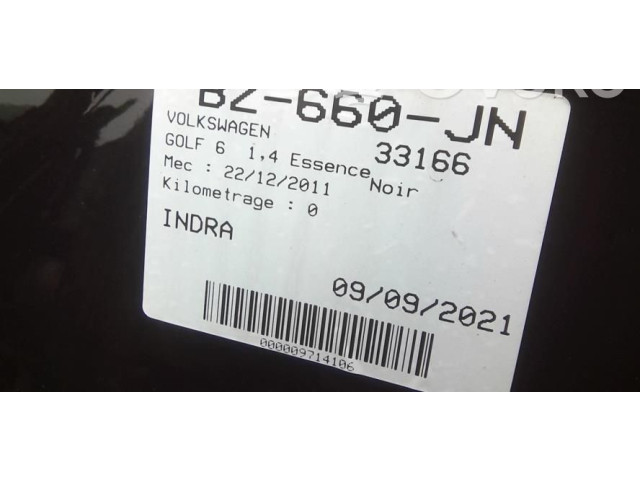 BZ-660-JN
VOLKSWAGEN 33166
GOLF 6 1,4 Essence Noir
Mec : 22/12/2011
Kilometrage : 0
INDRA
09/09/2021
000009714106